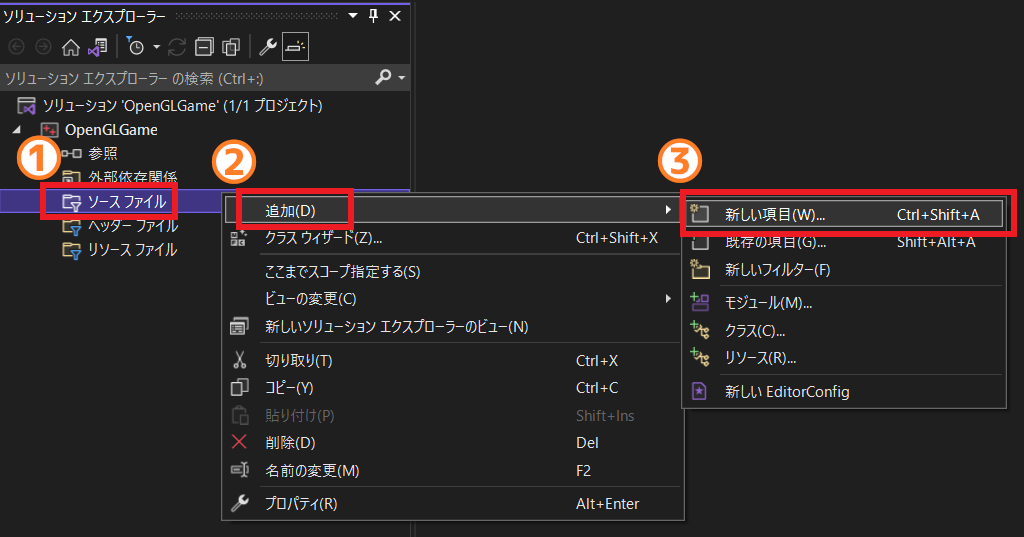 ソリューション エクスプローラー
ソリューション エクスプローラー の検索 (Ctrl+:)
ソリューション 'OpenGLGame' (1/1 プロジェクト)
OpenGLGame
参照
外部依存関係
ソース ファイル
ヘッダー ファイル
リソース ファイル
1
2
3
追加(D)
クラス ウィザード(Z)... Ctrl+Shift+X
ここまでスコープ指定する(S)
ビューの変更(C)
新しいソリューション エクスプローラーのビュー(N)
切り取り(T) Ctrl+X
コピー(Y) Ctrl+C
貼り付け(P) Shift+Ins
削除(D) Del
名前の変更(M) F2
プロパティ(R) Alt+Enter
新しい項目(W)... Ctrl+Shift+A
既存の項目(G)... Shift+Alt+A
新しいフィルター(F)
モジュール(M)...
クラス(C)...
リソース(R)...
新しい EditorConfig